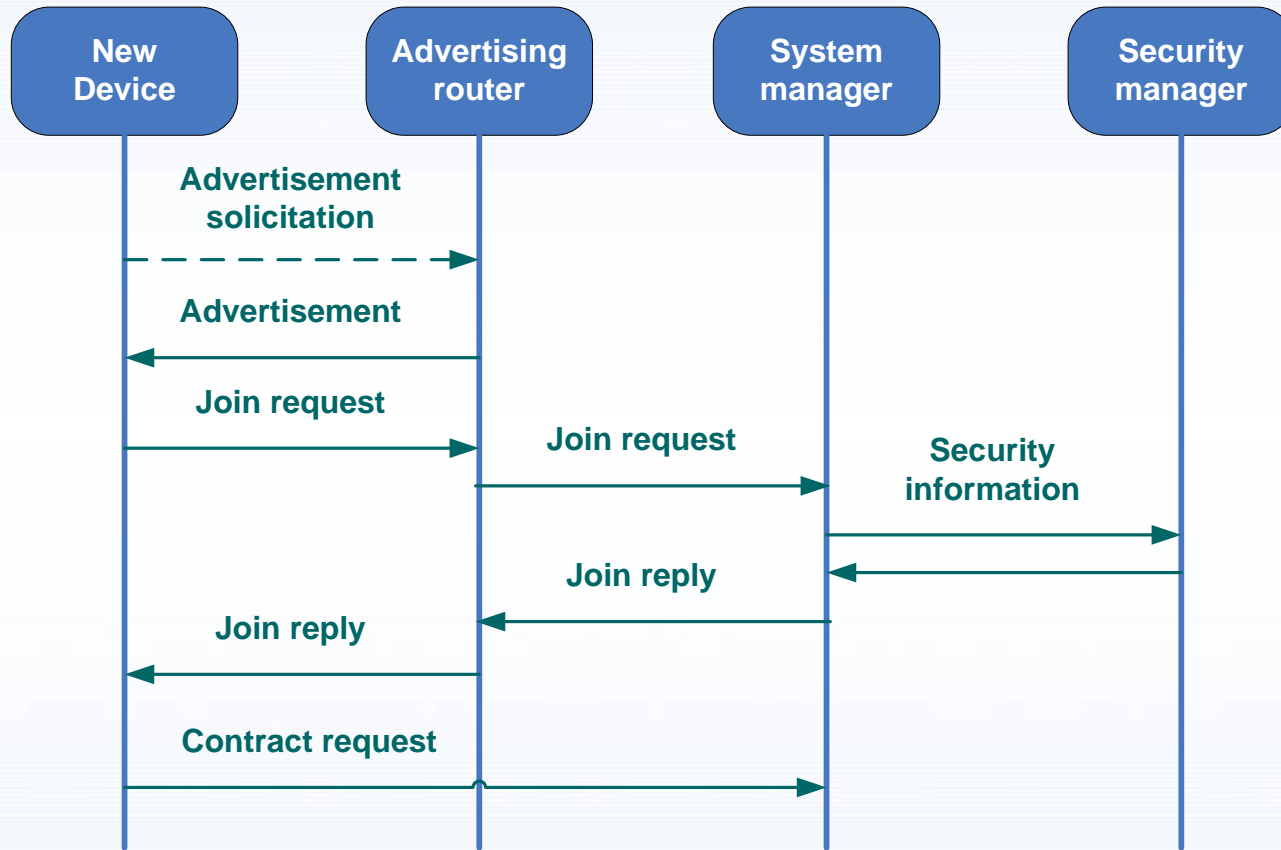 New
Device
Advertising
router
System
manager
Security
manager
Advertisement
solicitation
Advertisement
Join request
Join request
Security
information
Join reply
Join reply
Contract request